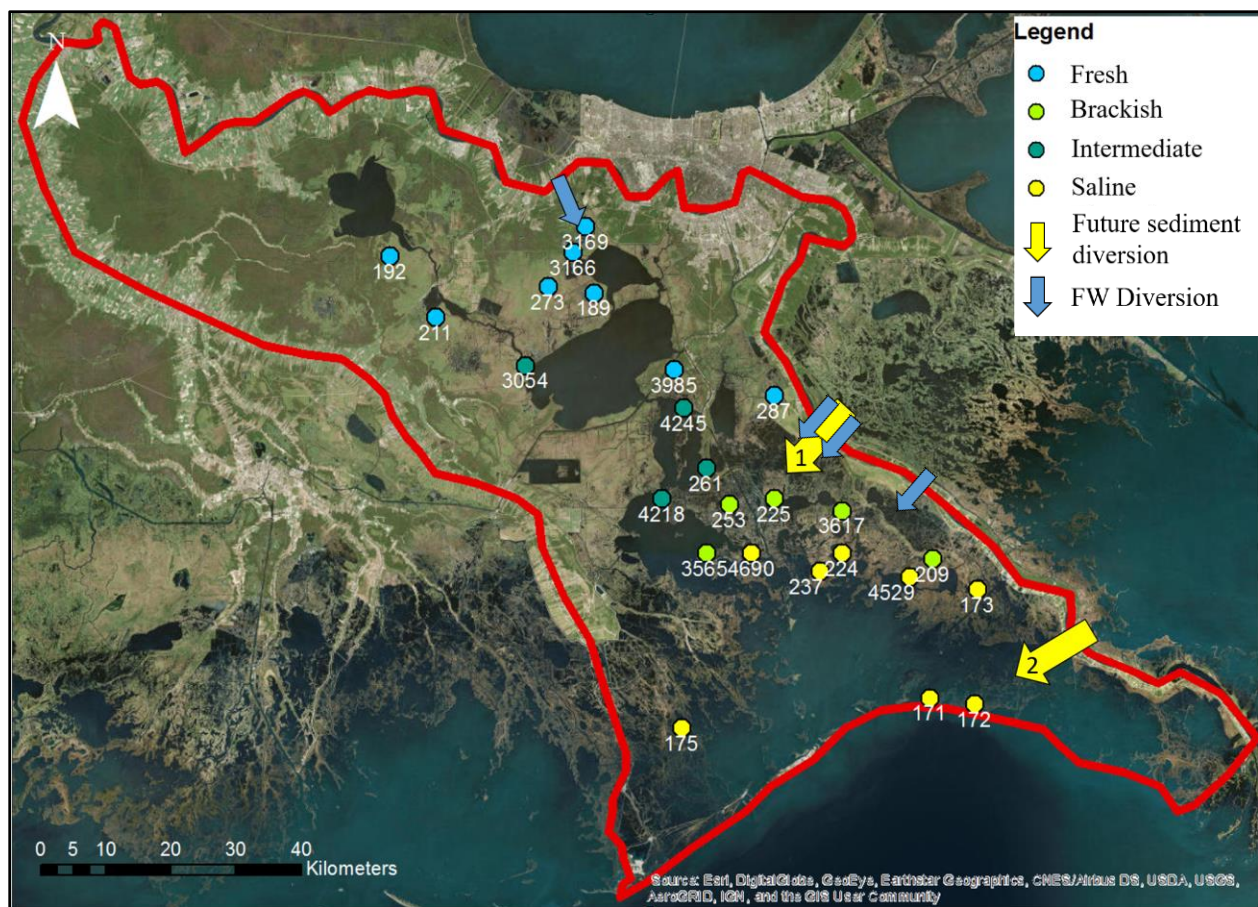 N
Legend
Fresh
Brackish
Intermediate
Saline
Future sediment
diversion
FW Diversion
3169
3166
192
273
189
211
3054
3985
4245
287
1
261
4218
253
225
3617
3565
4690
224
237
4529
209
173
2
171
172
175
0 5 10 20 30 40
Kilometers
Source: Esri, DigitalGlobe, GeoEye, Earthstar Geographics, CNES/Airbus DS, USDA, USGS,
AeroGRID, IGN, and the GIS User Community